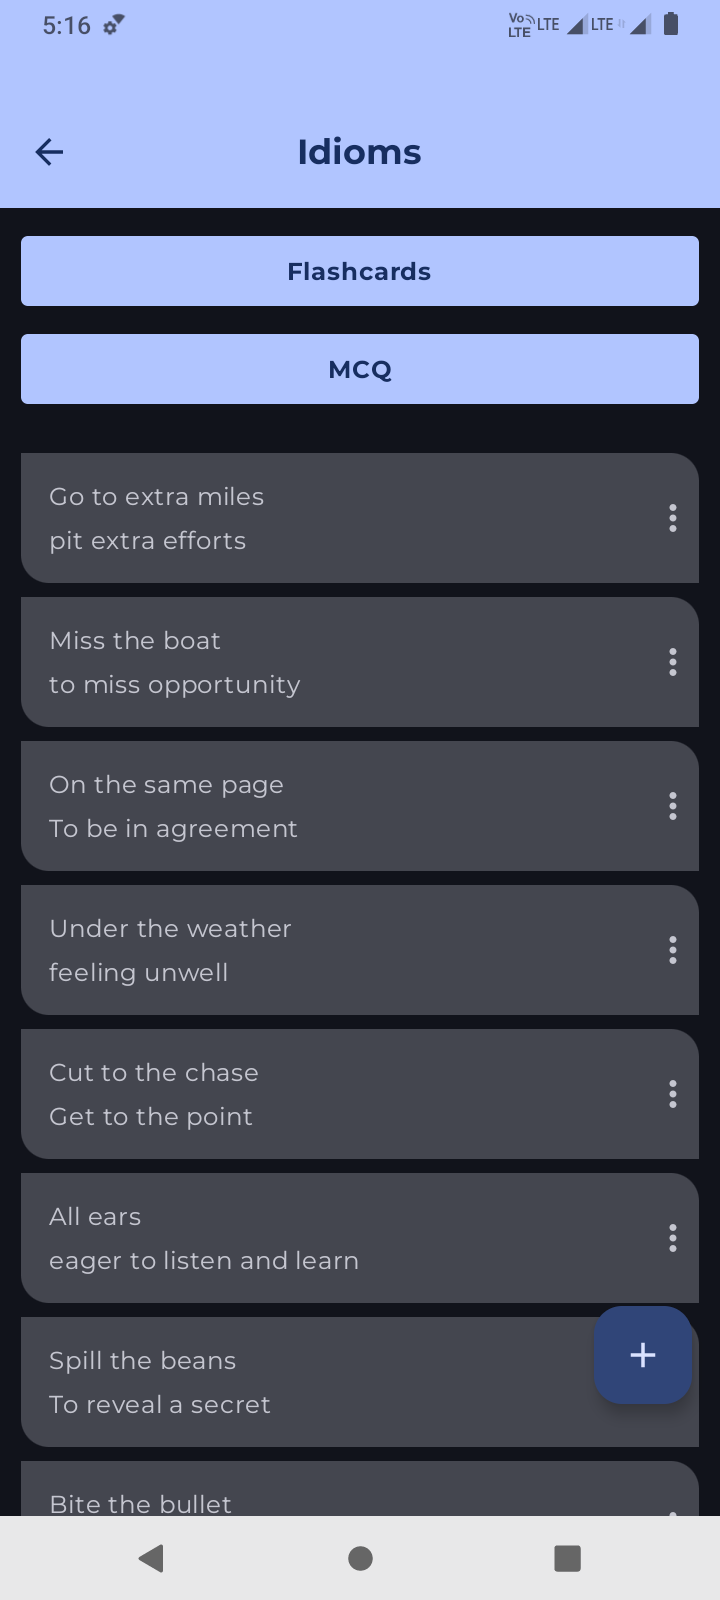 5:16
Vo LTE LTE LTE
Idioms
Flashcards
MCQ
Go to extra miles
pit extra efforts
Miss the boat
to miss opportunity
On the same page
To be in agreement
Under the weather
feeling unwell
Cut to the chase
Get to the point
All ears
eager to listen and learn
Spill the beans
To reveal a secret
Bite the bullet